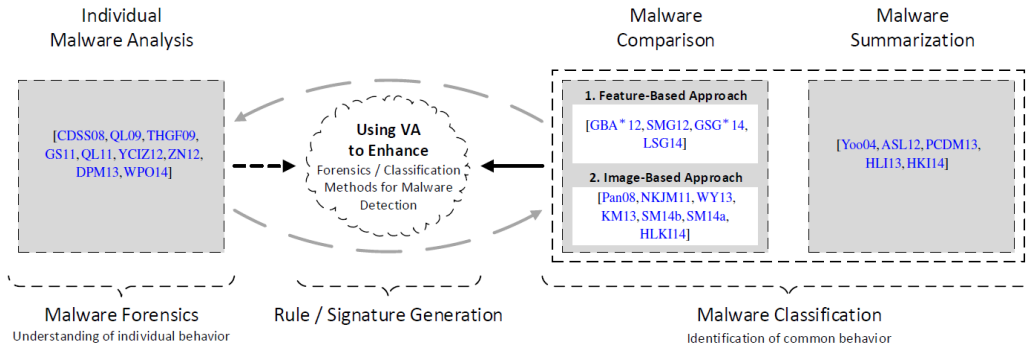 Individual
Malware Analysis
Malware
Comparison
Malware
Summarization
[CDSS08, QL09, THGF09,
GS11, QL11, YCIZ12, ZN12,
DPM13, WPO14]
Using VA
to Enhance
Forensics / Classification
Methods for Malware
Detection
1. Feature-Based Approach
[GBA*12, SMG12, GSG*14,
LSG14]
2. Image-Based Approach
[Pan08, NKJM11, WY13,
KM13, SM14b, SM14a,
HLKI14]
[Yoo04, ASL12, PCDM13,
HLI13, HKI14]
Malware Forensics
Understanding of individual behavior
Rule / Signature Generation
Malware Classification
Identification of common behavior